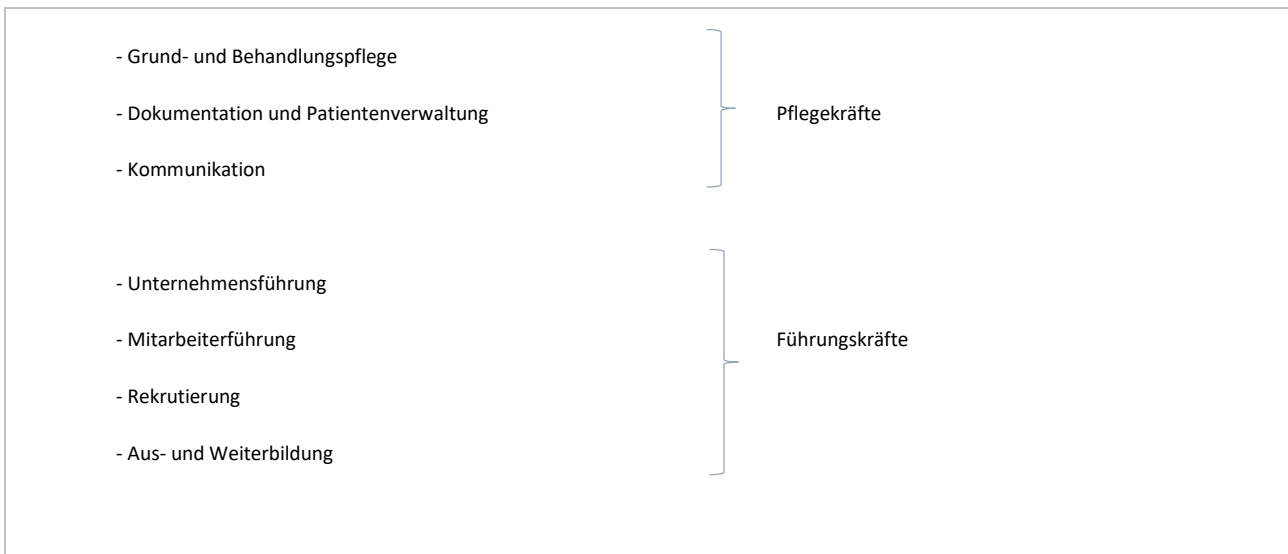 - Grund- und Behandlungspflege
- Dokumentation und Patientenverwaltung
Pflegekräfte
- Kommunikation
- Unternehmensführung
- Mitarbeiterführung
Führungskräfte
- Rekrutierung
- Aus- und Weiterbildung